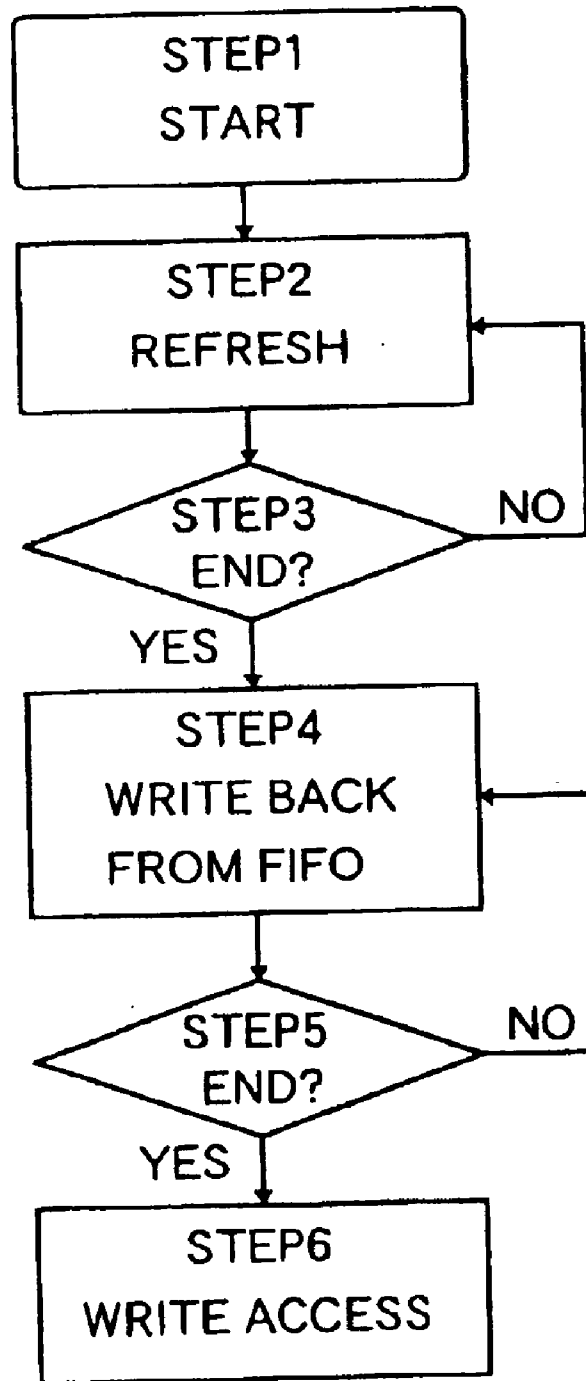 STEP1
START
STEP2
REFRESH
STEP3
END?
NO
YES
STEP4
WRITE BACK
FROM FIFO
STEP5
END?
NO
YES
STEP6
WRITE ACCESS